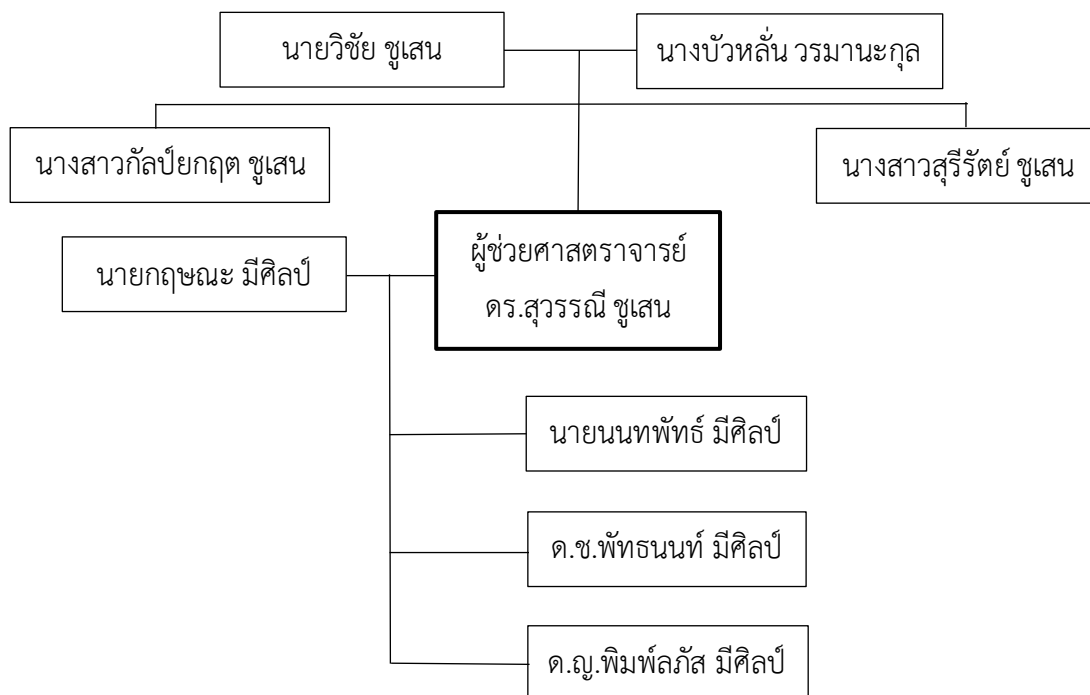 นายวิชัย ชูเสน
นางบัวหลั่น วรมานะกุล
นางสาวกัลป์ยกฤต ชูเสน
นางสาวสุรีรัตย์ ชูเสน
ผู้ช่วยศาสตราจารย์
ดร.สุวรรณี ชูเสน
นายกฤษณะ มีศิลป์
นายนนทพัทธ์ มีศิลป์
ด.ช.พัทธนนท์ มีศิลป์
ด.ญ.พิมพ์ลภัส มีศิลป์